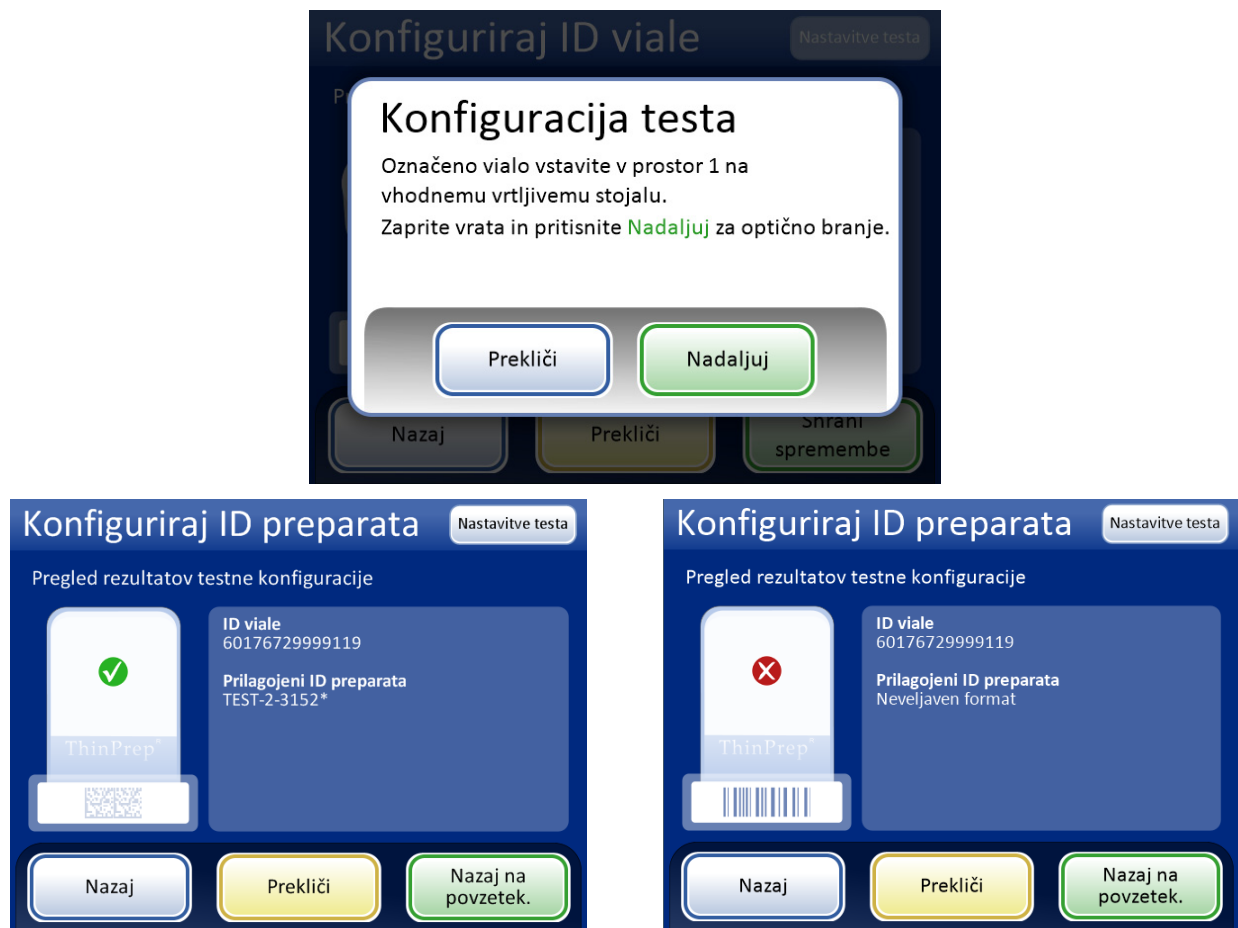 Konfiguriraj ID viale
Nastavitve testa
Konfiguracija testa
Označeno vialo vstavite v prostor 1 na
vhodnemu vrtljivemu stojalu.
Zaprite vrata in pritisnite Nadaljuj za optično branje.
Prekliči
Nadaljuj
Nazaj
Prekliči
Shrani
spremembe
Konfiguriraj ID preparata
Nastavitve testa
Pregled rezultatov testne konfiguracije
ID viale
60176729999119
Prilagojeni ID preparata
TEST-2-3152*
ThinPrep®
Nazaj
Prekliči
Nazaj na
povzetek.
Konfiguriraj ID preparata
Nastavitve testa
Pregled rezultatov testne konfiguracije
ID viale
60176729999119
Prilagojeni ID preparata
Neveljaven format
ThinPrep®
Nazaj
Prekliči
Nazaj na
povzetek.